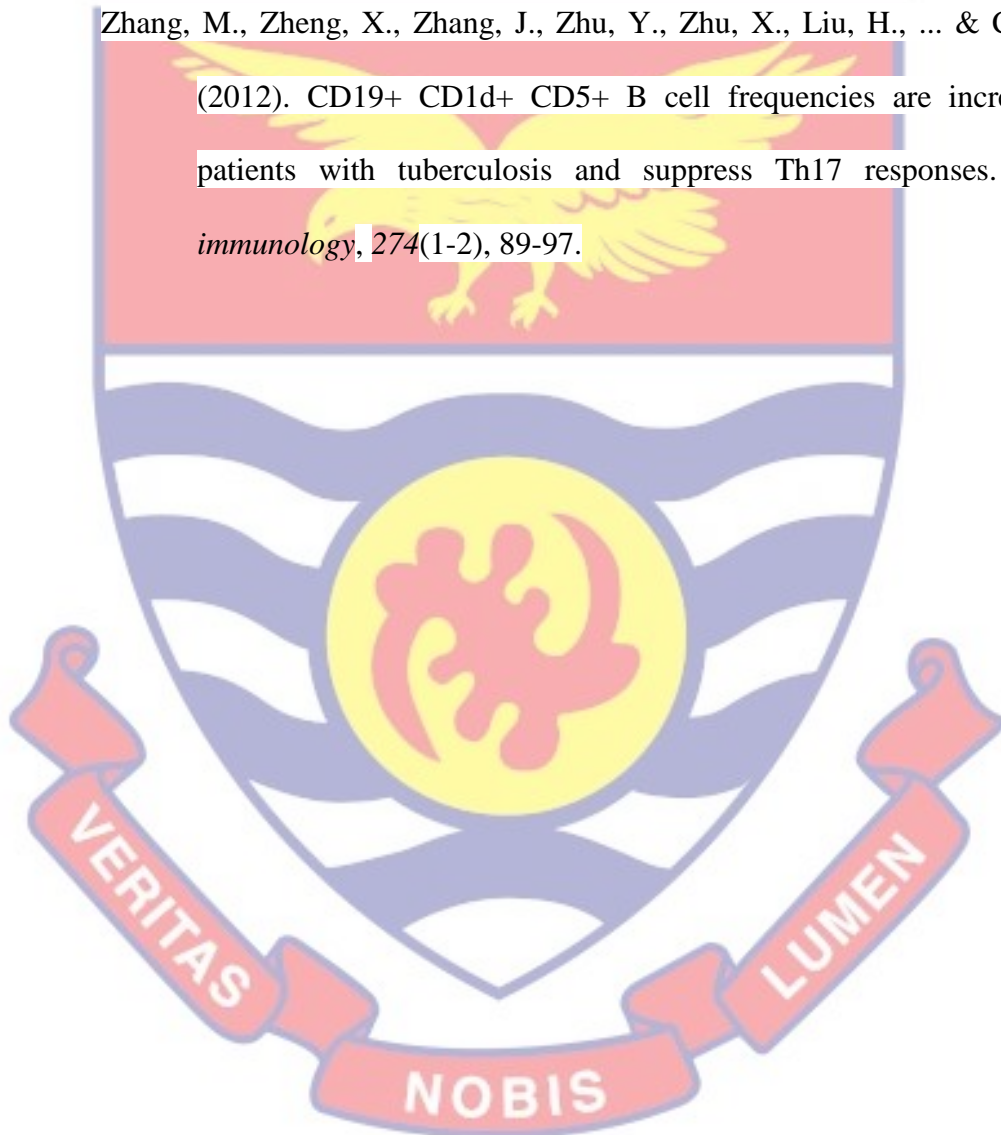 Zhang, M., Zheng, X., Zhang, J., Zhu, Y., Zhu, X., Liu, H., ... &
(2012). CD19+ CD1d+ CD5+ B cell frequencies are
patients with tuberculosis and suppress Th17 responses.
immunology, 274(1-2), 89-97.
VERITAS
NOBIS
LUMEN